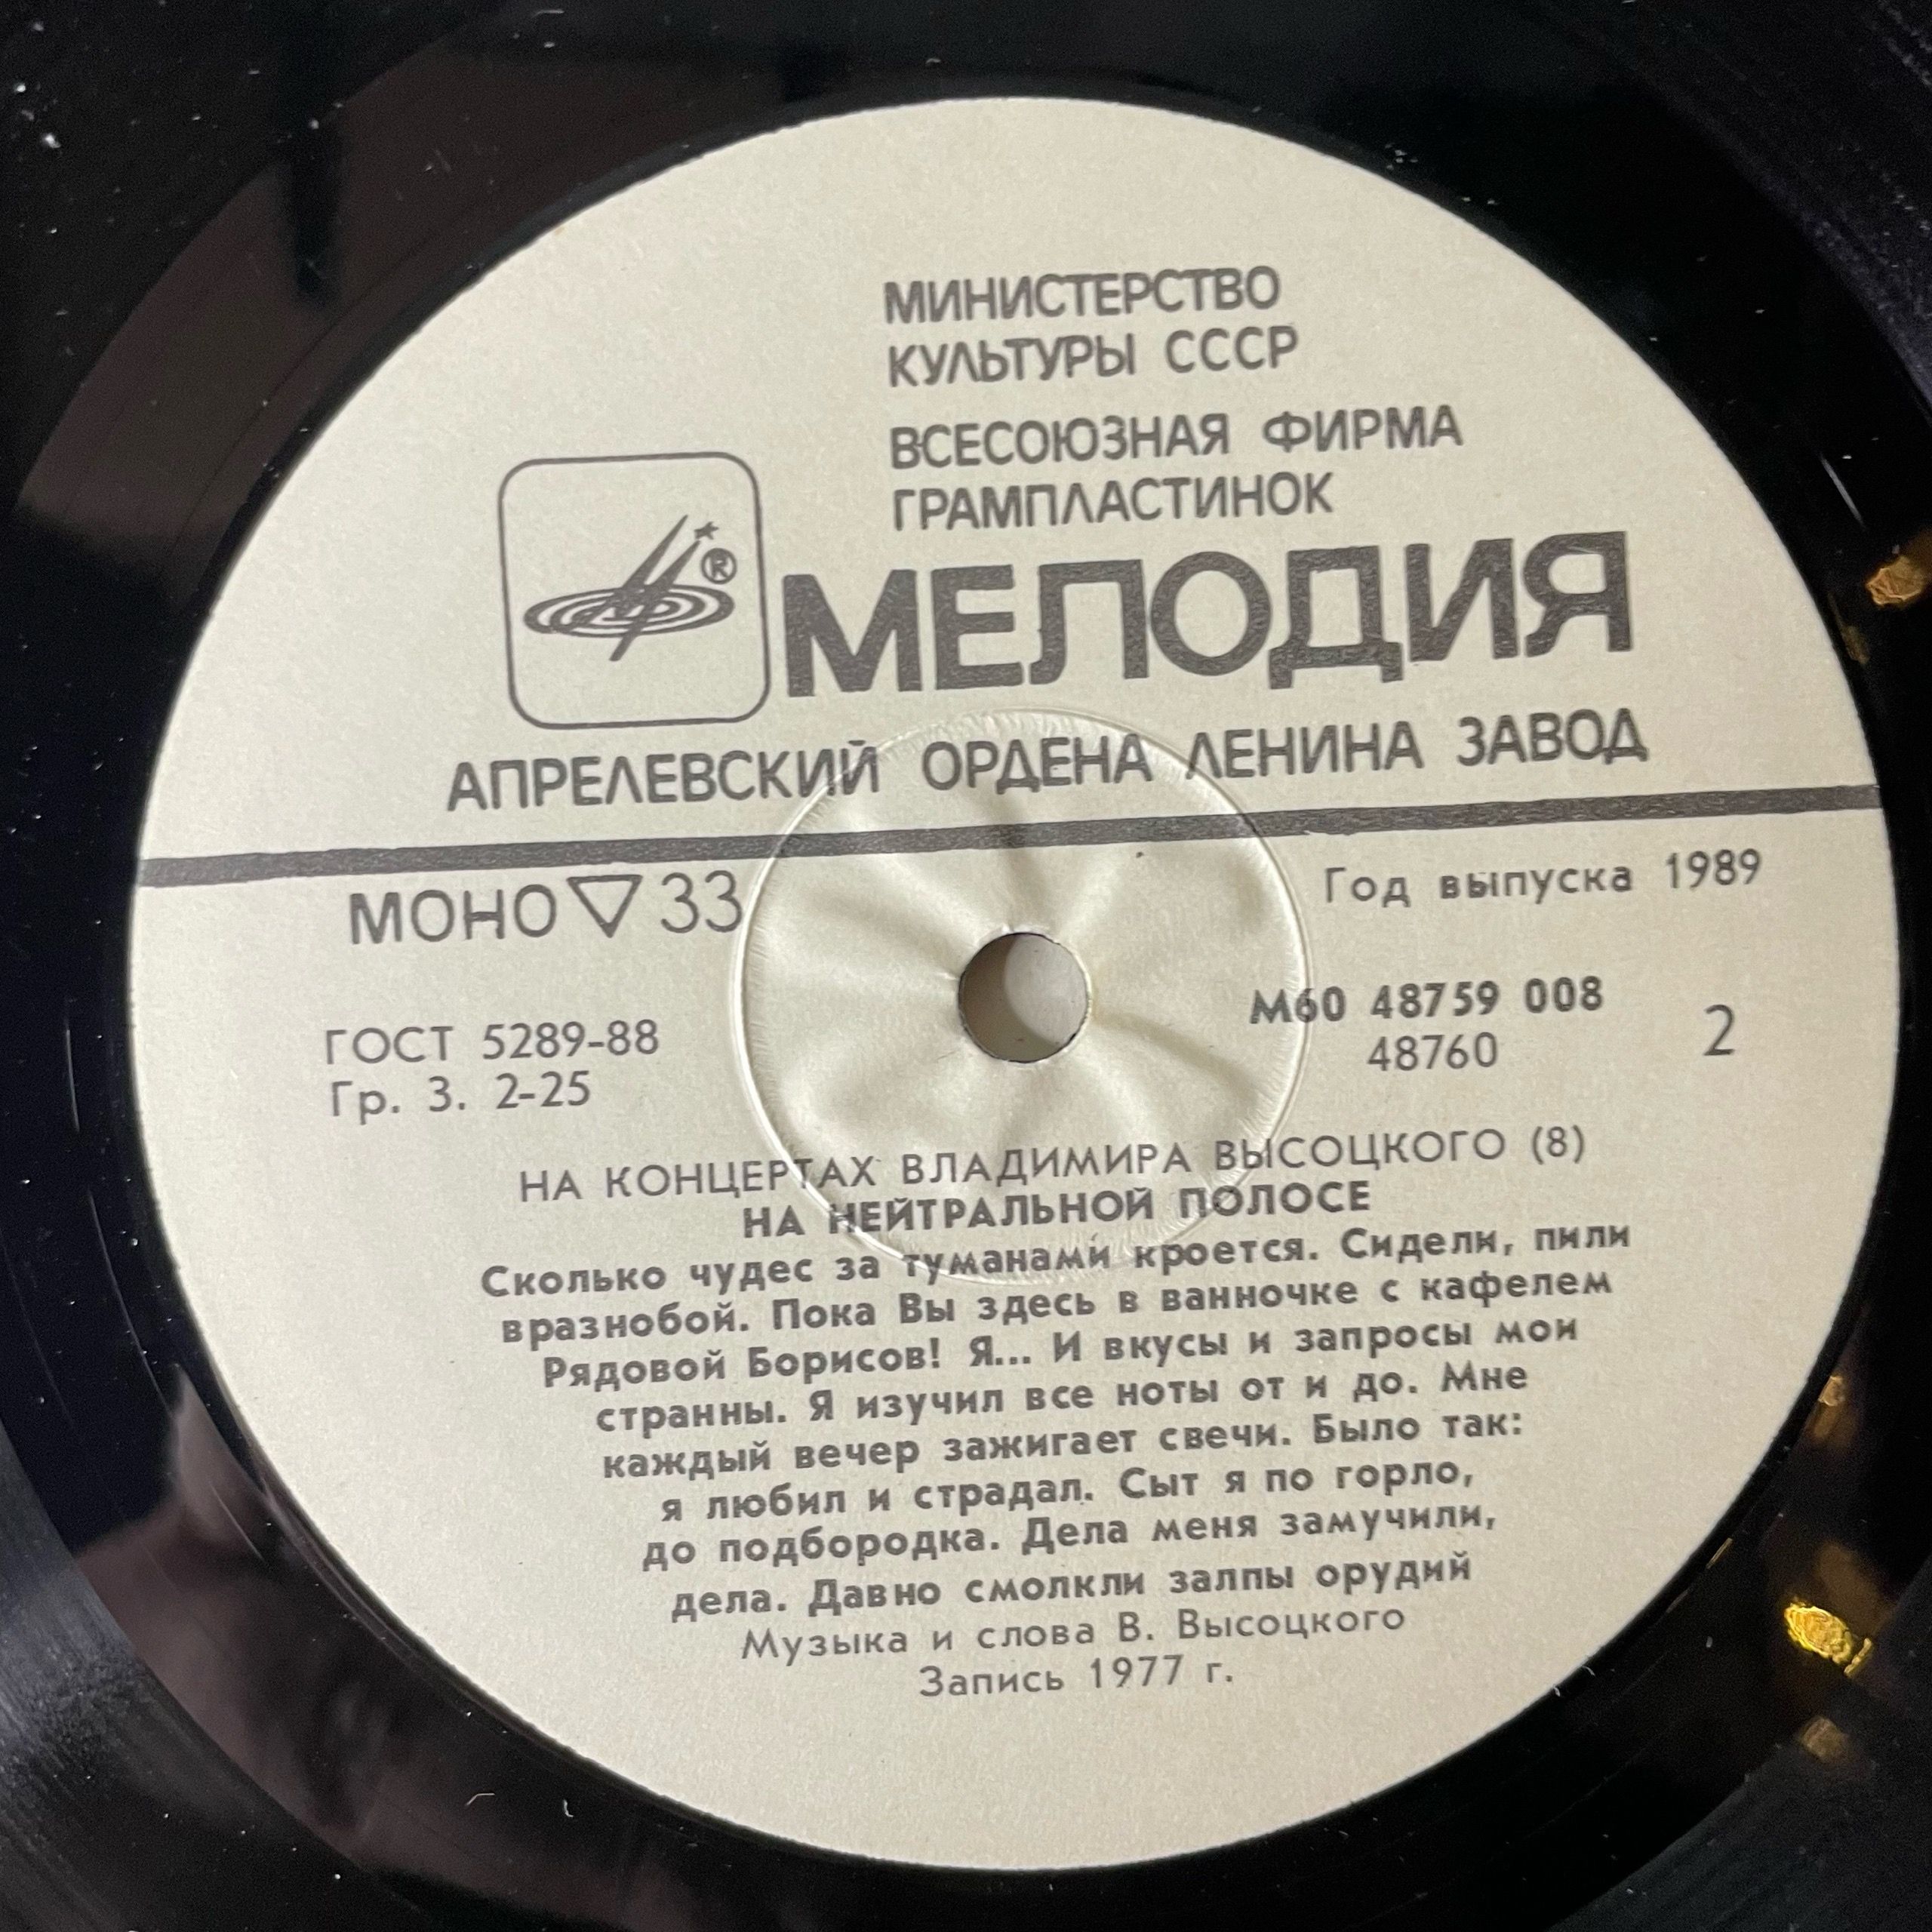 МИНИСТЕРСТВО
КУЛЬТУРЫ СССР
ВСЕСОЮЗНАЯ ФИРМА
ГРАМПЛАСТИНОК
®
МЕЛОДИЯ
АПРЕЛЕВСКИЙ ОРДЕНА ЛЕНИНА ЗАВОД
МОНО ▽ 33
Год выпуска 1989
ГОСТ 5289-88
Гр. 3. 2-25
М60 48759 008
48760
2
НА КОНЦЕРТАХ ВЛАДИМИРА ВЫСОЦКОГО (8)
НА НЕЙТРАЛЬНОЙ ПОЛОСЕ
Сколько чудес за туманами кроется. Сидели, пили
вразнобой. Пока Вы здесь в ванночке с кафелем
Рядовой Борисов! Я... И вкусы и запросы мои
странны. Я изучил все ноты от и до. Мне
каждый вечер зажигает свечи. Было так:
я любил и страдал. Сыт я по горло,
до подбородка. Дела меня замучили,
дела. Давно смолкли залпы орудий
Музыка и слова В. Высоцкого
Запись 1977 г.